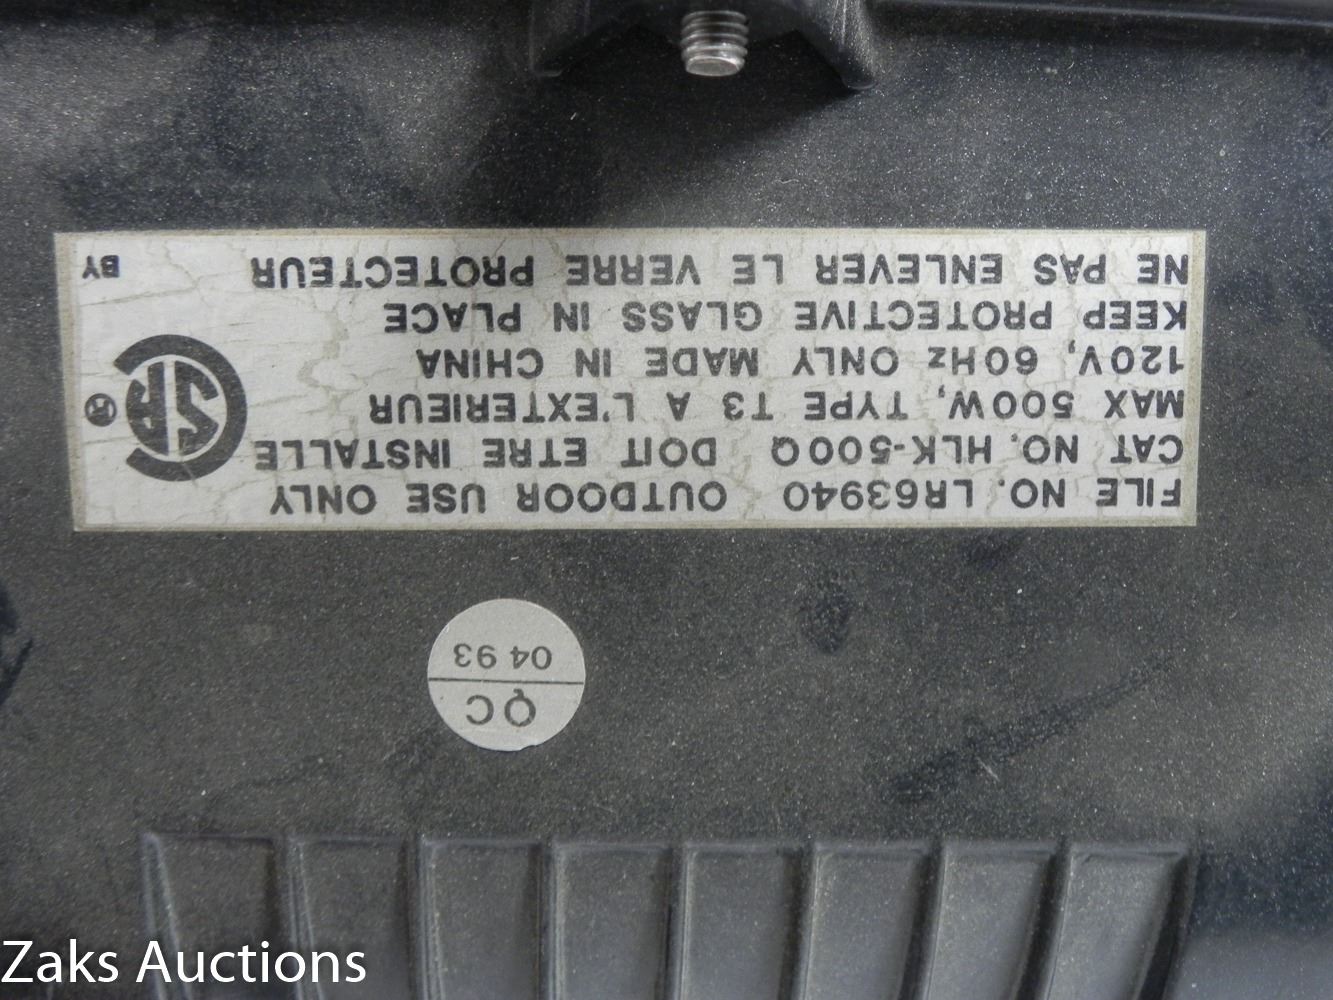 FILE NO. LR63940 OUTDOOR USE ONLY
CAT NO. HLK-500Q DOIT ETRE INSTALLE
MAX 500W, TYPE T3 A L'EXTERIEUR
120V, 60Hz ONLY MADE IN CHINA
KEEP PROTECTIVE GLASS IN PLACE
NE PAS ENLEVER LE VERRE PROTECTEUR
SA
BY
QC
04 93
Zaks Auctions